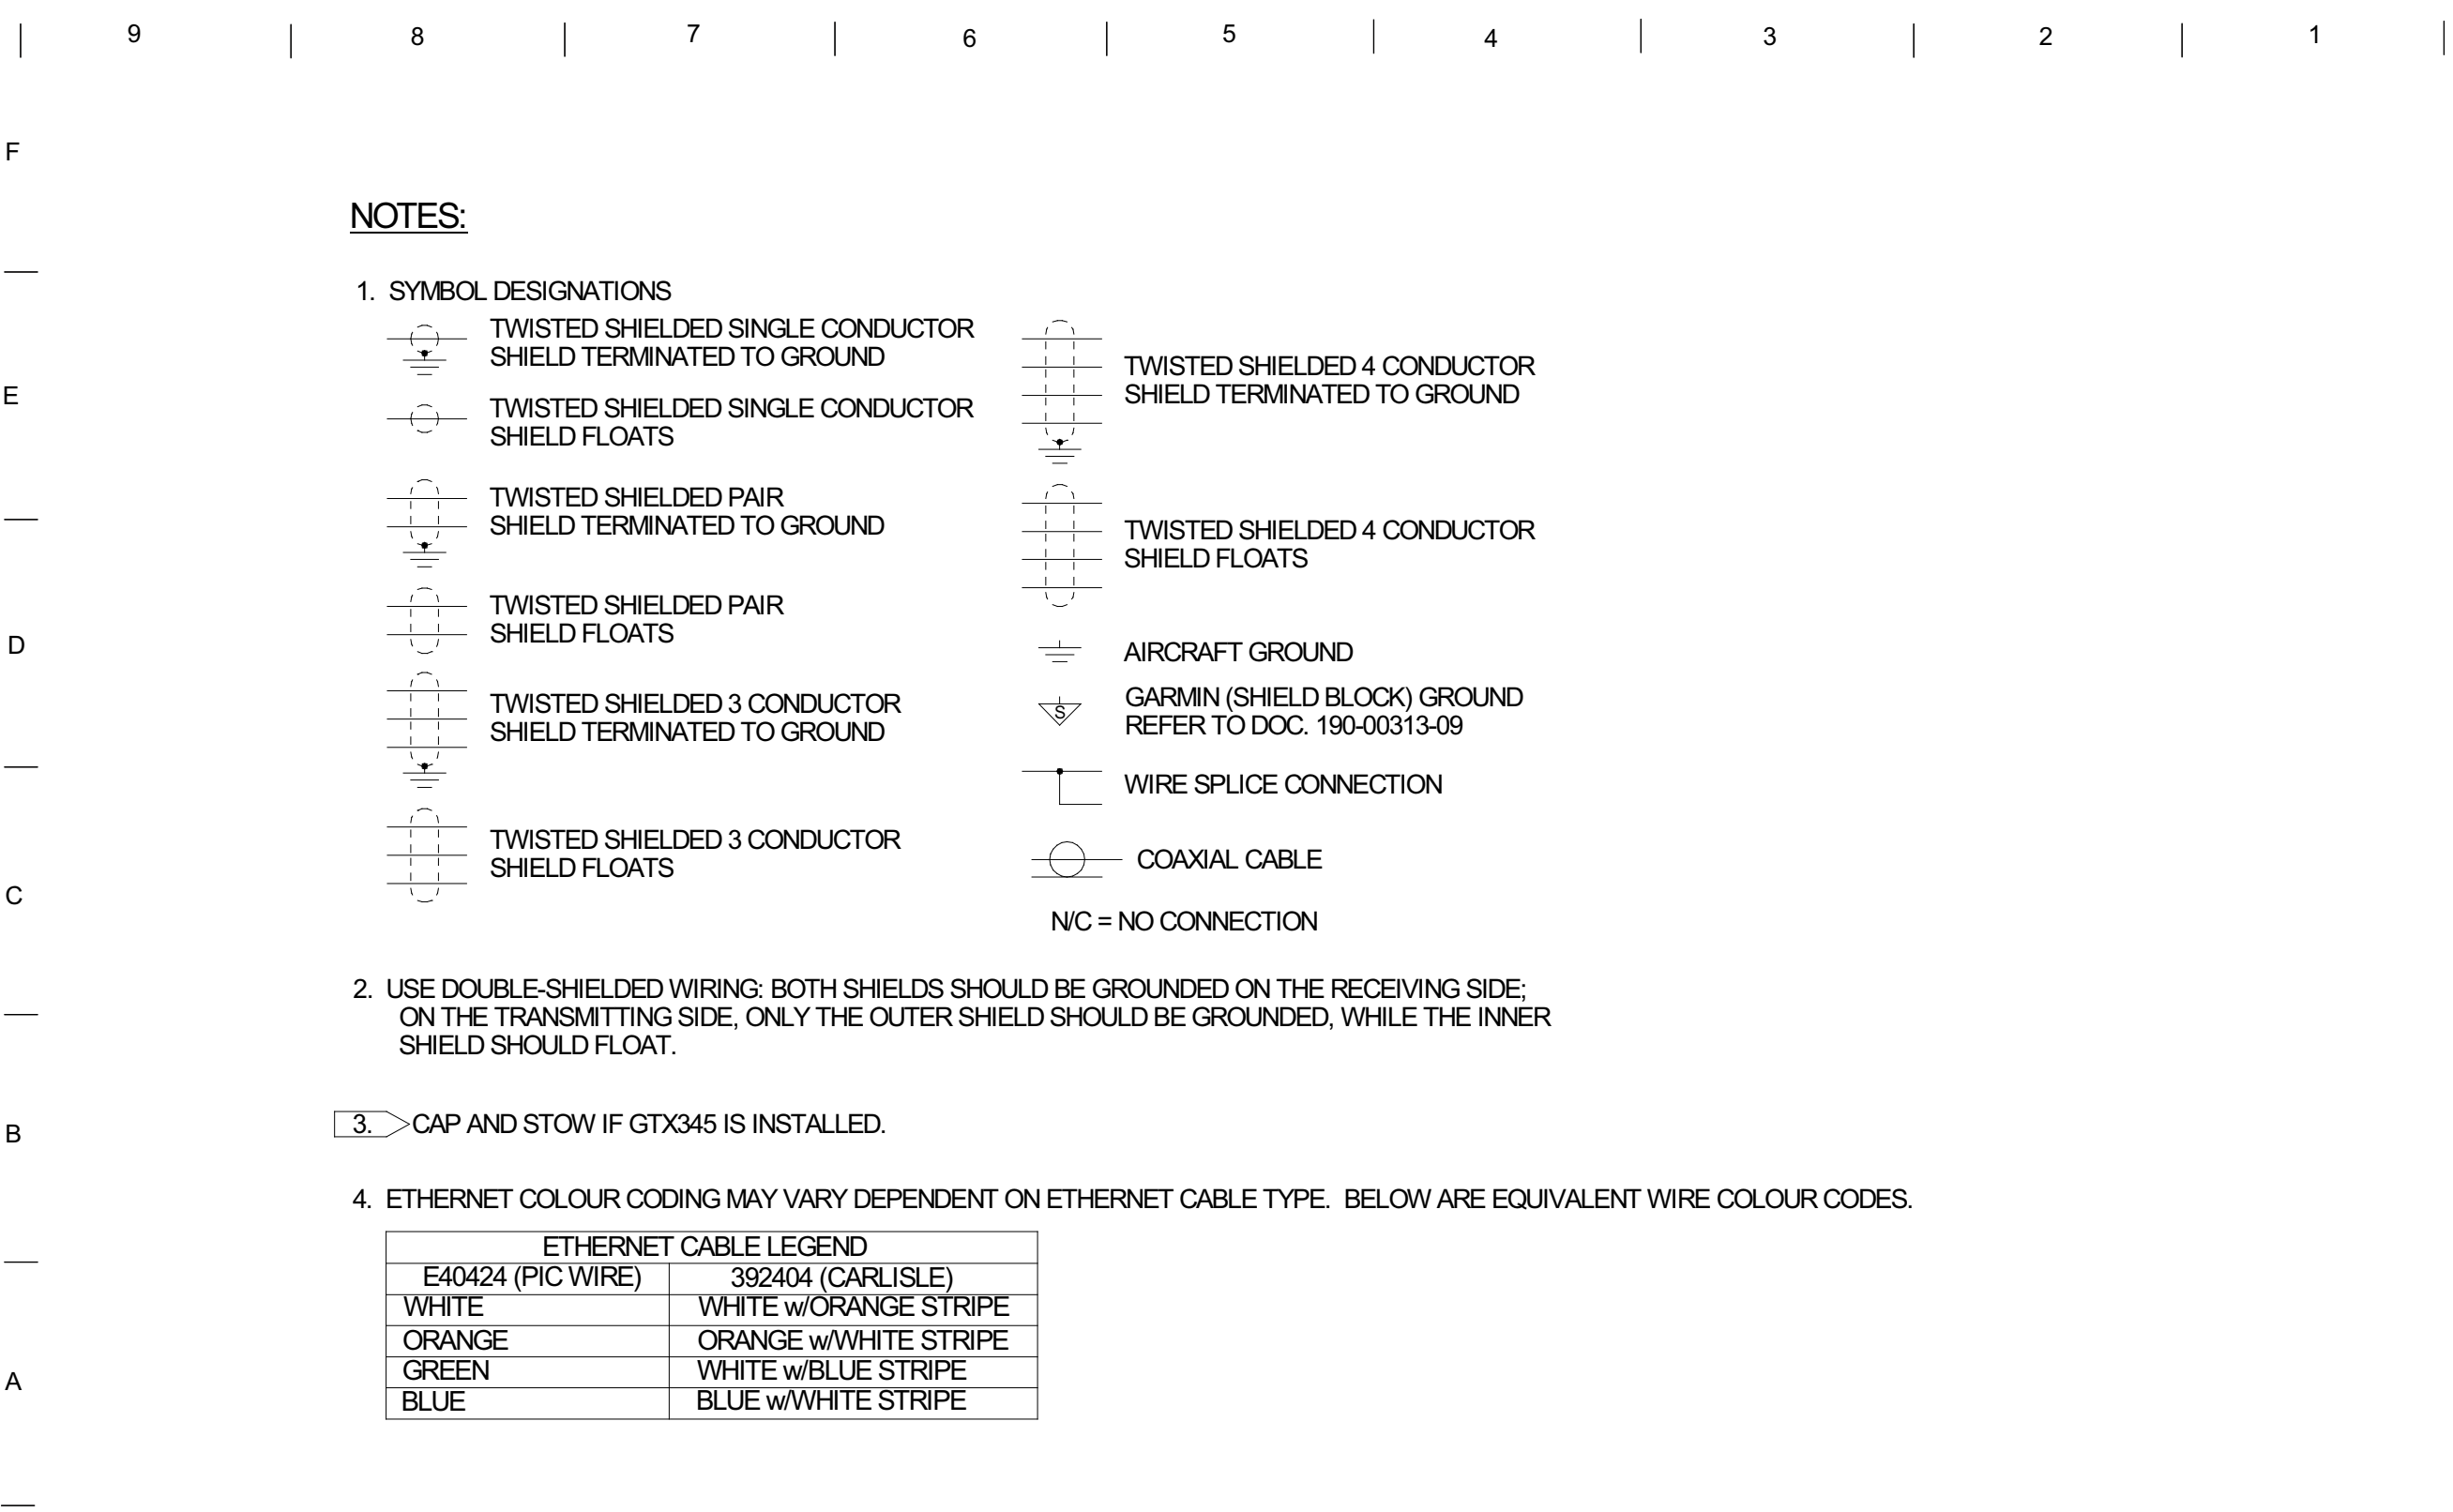 9 8 7 6 5 4 3 2 1
F
NOTES:
1. SYMBOL DESIGNATIONS
TWISTED SHIELDED SINGLE CONDUCTOR
SHIELD TERMINATED TO GROUND
E
TWISTED SHIELDED SINGLE CONDUCTOR
SHIELD FLOATS
TWISTED SHIELDED PAIR
SHIELD TERMINATED TO GROUND
TWISTED SHIELDED PAIR
SHIELD FLOATS
D
TWISTED SHIELDED 3 CONDUCTOR
SHIELD TERMINATED TO GROUND
TWISTED SHIELDED 3 CONDUCTOR
SHIELD FLOATS
C
TWISTED SHIELDED 4 CONDUCTOR
SHIELD TERMINATED TO GROUND
TWISTED SHIELDED 4 CONDUCTOR
SHIELD FLOATS
AIRCRAFT GROUND
S
GARMIN (SHIELD BLOCK) GROUND
REFER TO DOC. 190-00313-09
WIRE SPLICE CONNECTION
COAXIAL CABLE
N/C = NO CONNECTION
2. USE DOUBLE-SHIELDED WIRING: BOTH SHIELDS SHOULD BE GROUNDED ON THE RECEIVING SIDE;
ON THE TRANSMITTING SIDE, ONLY THE OUTER SHIELD SHOULD BE GROUNDED, WHILE THE INNER
SHIELD SHOULD FLOAT.
B
3. CAP AND STOW IF GTX345 IS INSTALLED.
4. ETHERNET COLOUR CODING MAY VARY DEPENDENT ON ETHERNET CABLE TYPE. BELOW ARE EQUIVALENT WIRE COLOUR CODES.
ETHERNET CABLE LEGEND
E40424 (PIC WIRE) 392404 (CARLISLE)
WHITE WHITE w/ORANGE STRIPE
ORANGE ORANGE w/WHITE STRIPE
GREEN WHITE w/BLUE STRIPE
A
BLUE BLUE w/WHITE STRIPE